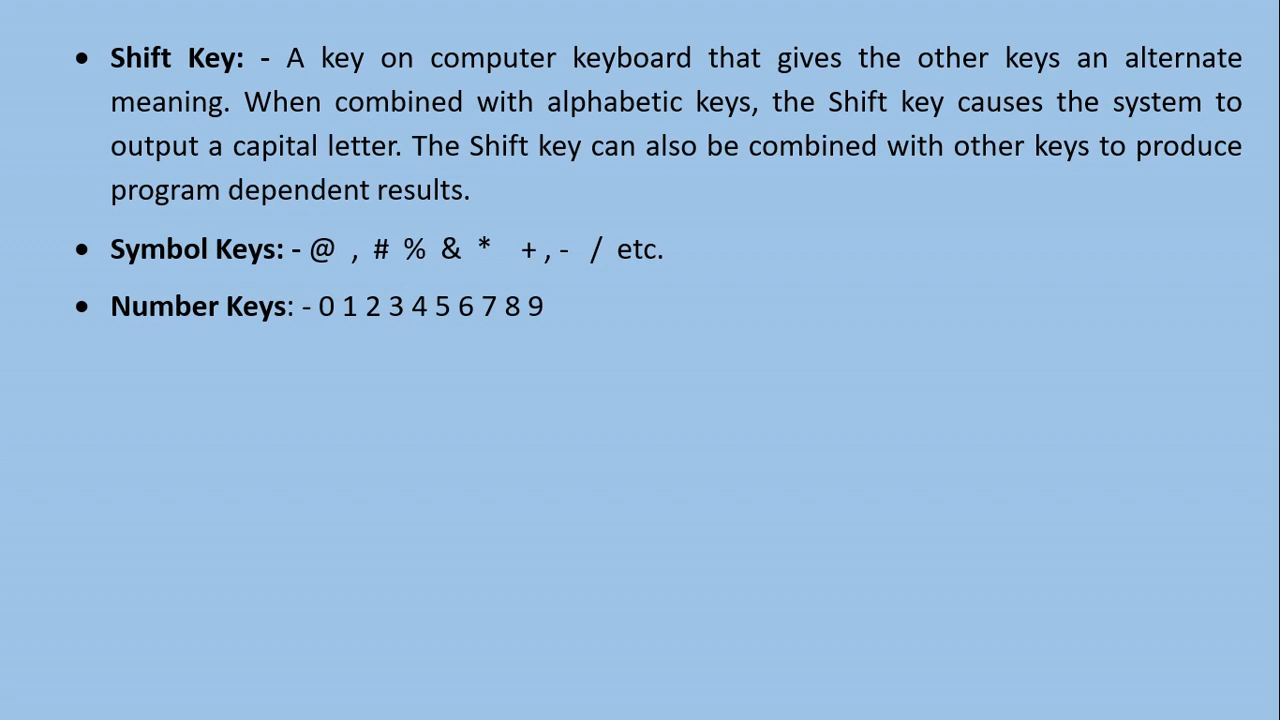 • Shift Key: - A key on computer keyboard that gives the other keys an alternate
meaning. When combined with alphabetic keys, the Shift key causes the system to
output a capital letter. The Shift key can also be combined with other keys to produce
program dependent results.
• Symbol Keys: - @ , # % & * + , - / etc.
• Number Keys: - 0 1 2 3 4 5 6 7 8 9